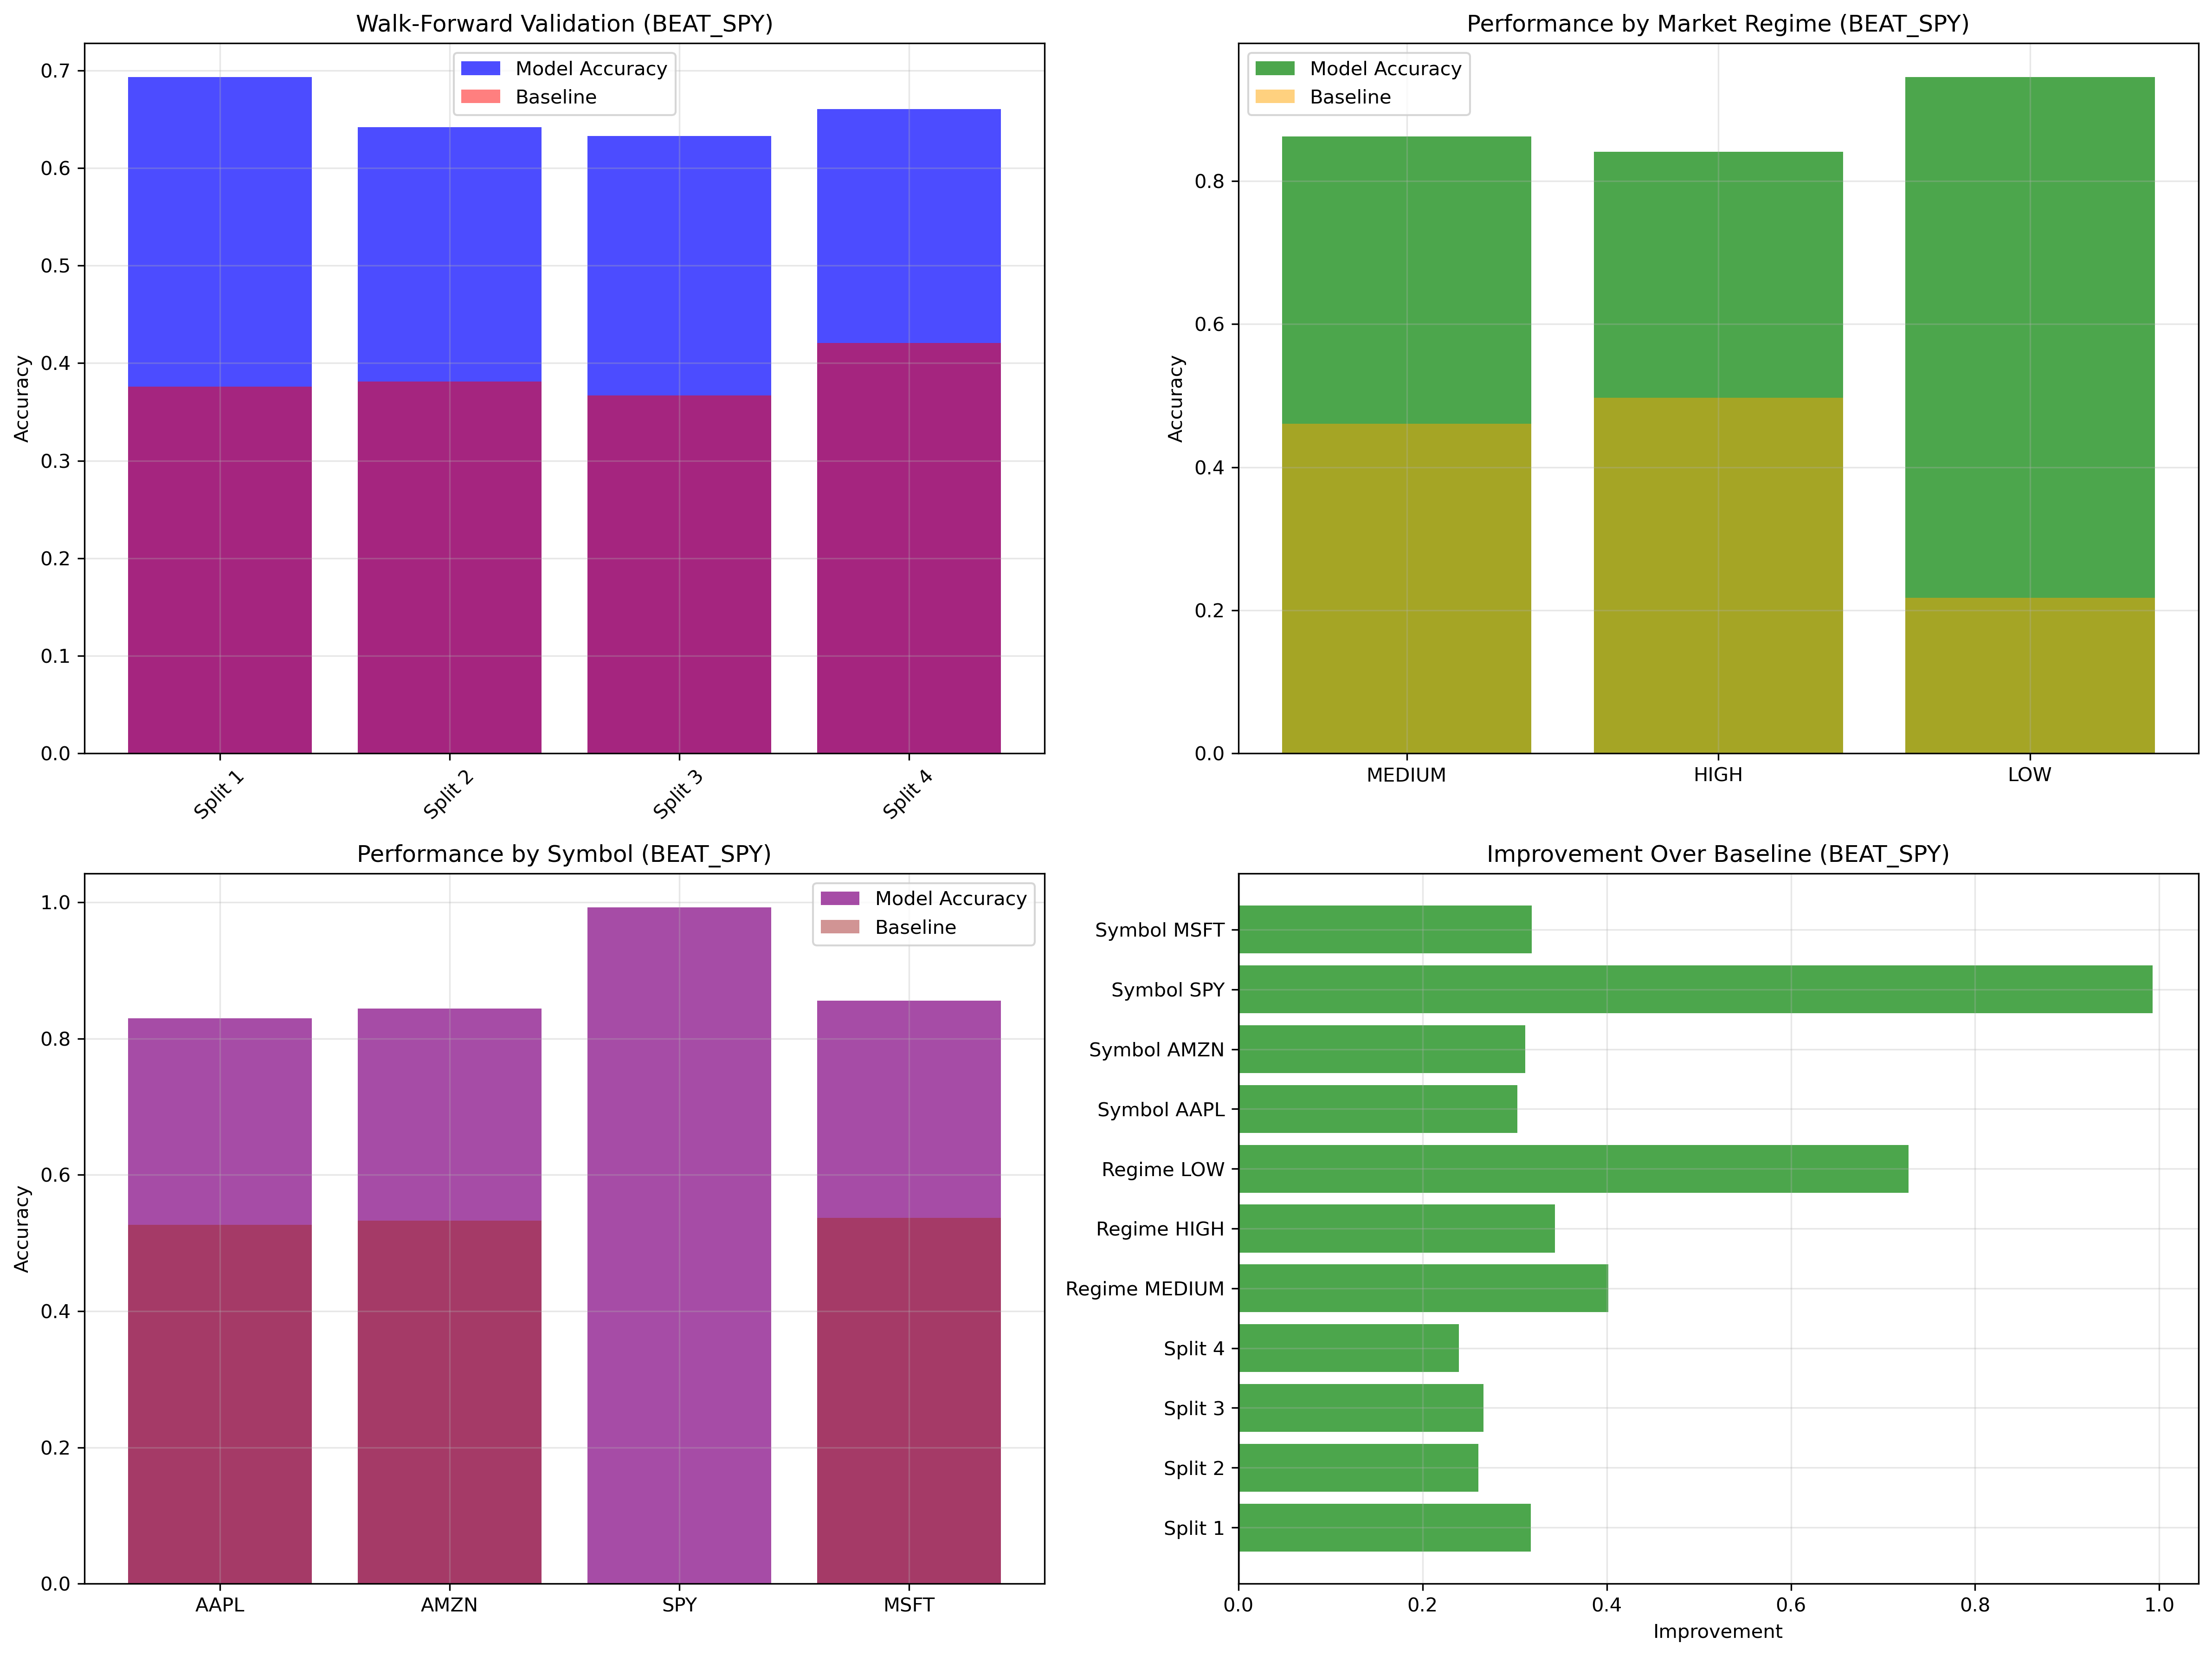 Walk-Forward Validation (BEAT_SPY)
Model Accuracy
Baseline
0.7
0.6
0.5
0.4
0.3
0.2
0.1
0.0
Accuracy
Split 1
Split 2
Split 3
Split 4
Performance by Market Regime (BEAT_SPY)
Model Accuracy
Baseline
0.8
0.6
0.4
0.2
0.0
Accuracy
MEDIUM
HIGH
LOW
Performance by Symbol (BEAT_SPY)
Model Accuracy
Baseline
1.0
0.8
0.6
0.4
0.2
0.0
Accuracy
AAPL
AMZN
SPY
MSFT
Improvement Over Baseline (BEAT_SPY)
Symbol MSFT
Symbol SPY
Symbol AMZN
Symbol AAPL
Regime LOW
Regime HIGH
Regime MEDIUM
Split 4
Split 3
Split 2
Split 1
0.0
0.2
0.4
0.6
0.8
1.0
Improvement